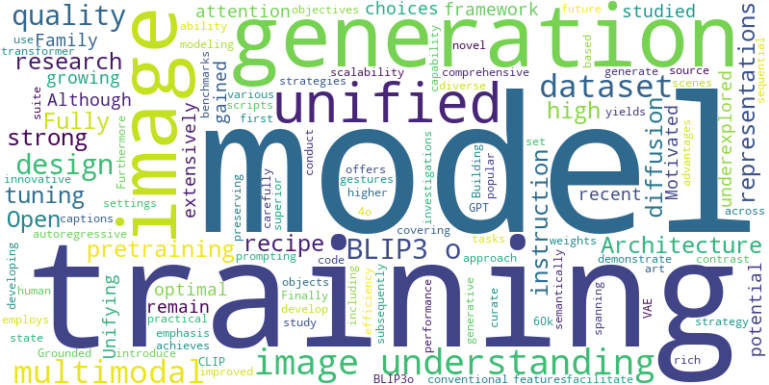 quality
Family
use
transformer
research
growing
suite
Although
Fully
strong
Furthermore
design
innovative
tuning
settings
Open
captions
autoregressive
image
attention
objectives
ability
modeling
benchmarks
gained
strategies
various
scripts
first
extensively
choices
framework
future
studied
generation
novel
based
capability
scalability
comprehensive
diverse
generate
source
scenes
sequential
representations
dataset
unified
high
underexplored
yields
advantages
Motivated
diffusion
instruction
set
recent
across
model
conduct
offers
gestures
higher
4o
preserving
carefully
superior
investigations
Building
popular
GPT
covering
tasks
weights
Architecture
pretraining
recipe
prompting
code
BLIP3 o
approach
demonstrate
art
contrast
potential
training
developing
human
employs
state
Unifying
optimal
remain
practical
emphasis
achieves
Grounded
introduce
multimodal
CLIP
improved
objects
Finally
develop
study
including
efficiency
subsequently
performance
generative
curate
60k
semantically
spanning
VAE
strategy
rich
image understanding
BLIP3o
conventional
features
facilitate